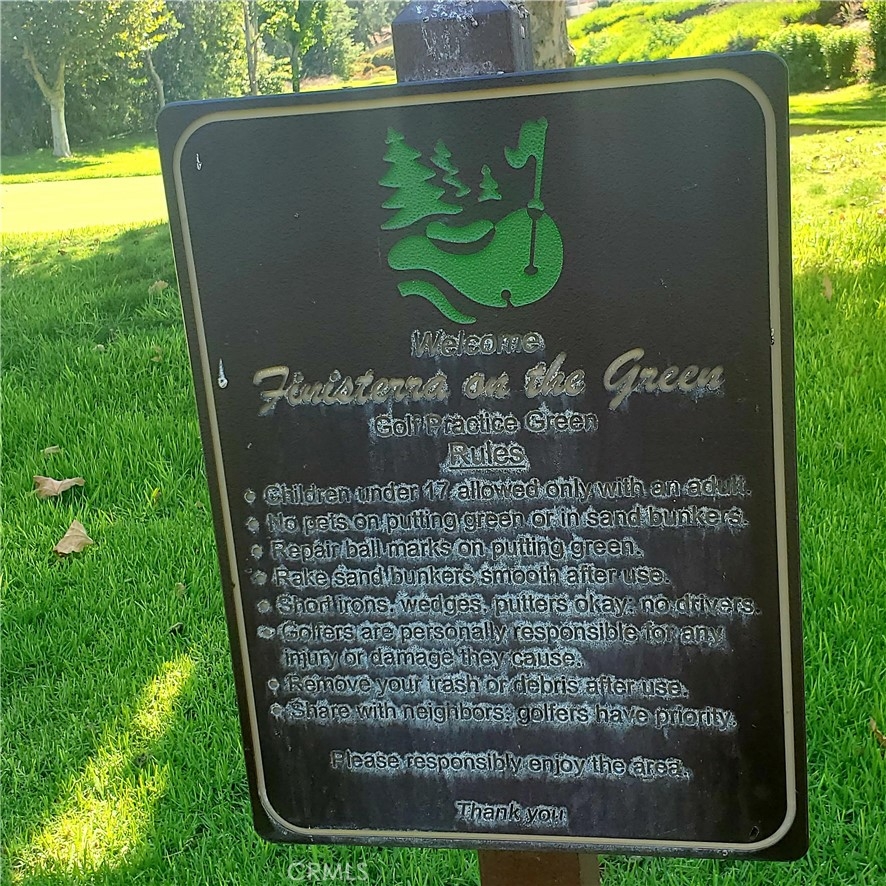 Welcome
Finisterra on the Green
Golf Practice Green
Rules
• Children under 17 allowed only with an adult.
• No pets on putting green or in sand bunkers.
• Repair ball marks on putting green.
• Rake sand bunkers smooth after use.
• Short irons, wedges, putters okay; no drivers.
• Golfers are personally responsible for any
injury or damage they cause.
• Remove your trash or debris after use.
• Share with neighbors; golfers have priority.
Please responsibly enjoy the area.
Thank you
CRMLS